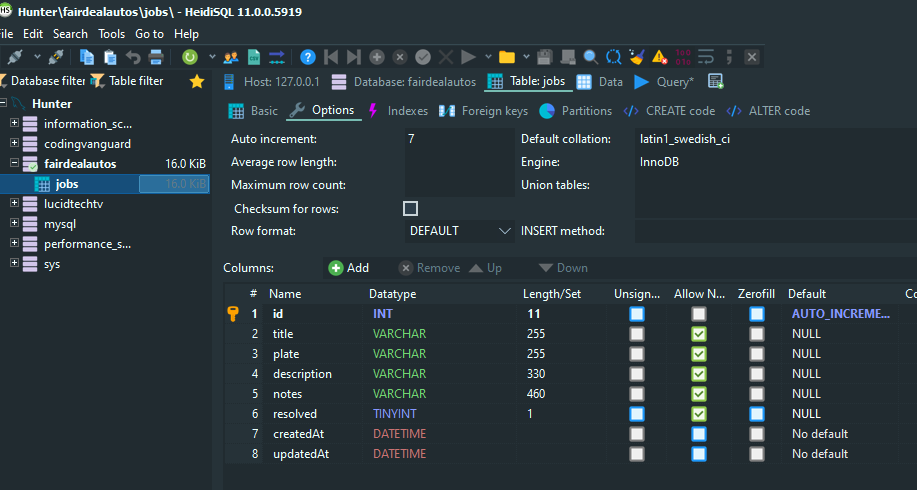 Hunter\fairdealautos\jobs\ - HeidiSQL 11.0.0.5919
File Edit Search Tools Go to Help
Database filter Table filter
Host: 127.0.0.1 Database: fairdealautos Table: jobs Data Query*
Hunter
information_sc...
codingvanguard
fairdealautos 16.0 KiB
jobs 16.0 KiB
lucidtechtv
mysql
performance_s...
sys
Basic Options Indexes Foreign keys Partitions CREATE code ALTER code
Auto increment: 7 Default collation: latin1_swedish_ci
Average row length: Engine: InnoDB
Maximum row count: Union tables:
Checksum for rows:
Row format: DEFAULT INSERT method:
Columns: Add Remove Up Down
# Name Datatype Length/Set Unsign... Allow N... Zerofill Default Co
1 id INT 11 AUTO_INCREME...
2 title VARCHAR 255 NULL
3 plate VARCHAR 255 NULL
4 description VARCHAR 330 NULL
5 notes VARCHAR 460 NULL
6 resolved TINYINT 1 NULL
7 createdAt DATETIME No default
8 updatedAt DATETIME No default